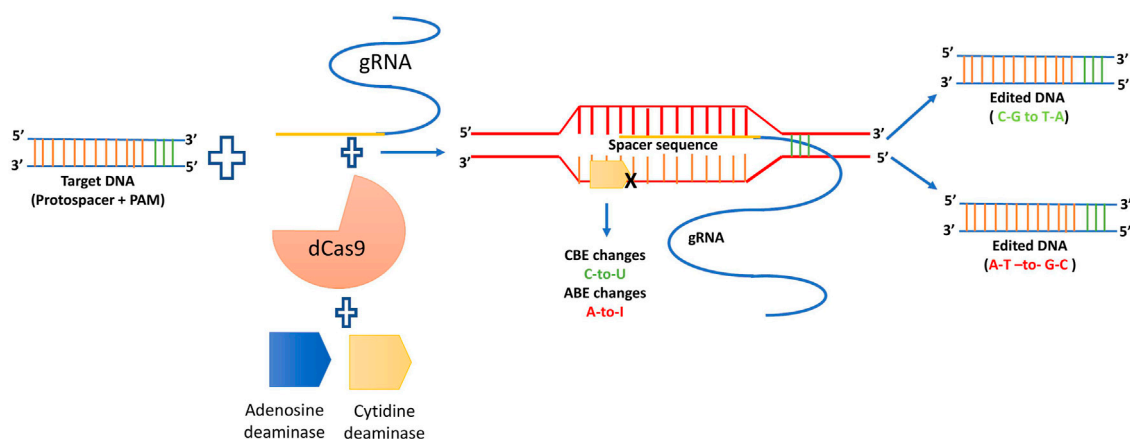 5’
3’
3’
5’
Target DNA
(Protospacer + PAM)
gRNA
dCas9
Adenosine
deaminase
Cytidine
deaminase
5’
3’
3’
5’
Spacer sequence
X
gRNA
CBE changes
C-to-U
ABE changes
A-to-I
5’
3’
3’
5’
Edited DNA
( C-G to T-A)
5’
3’
3’
5’
Edited DNA
(A-T –to- G-C )